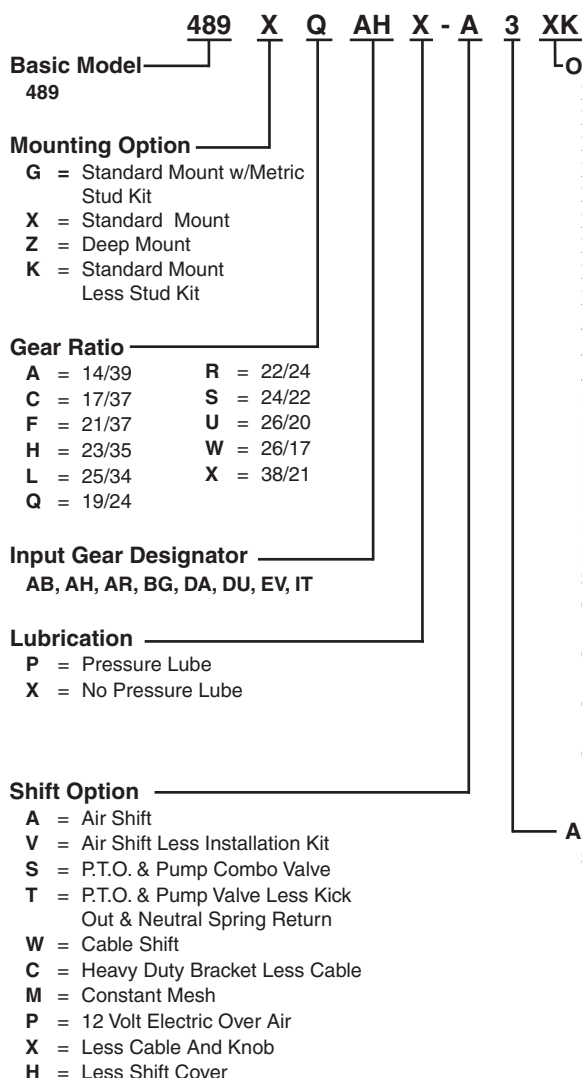 489 X Q AH X - A 3 XK
Basic Model
489
Mounting Option
G = Standard Mount w/Metric
Stud Kit
X = Standard Mount
Z = Deep Mount
K = Standard Mount
Less Stud Kit
Gear Ratio
A = 14/39
C = 17/37
F = 21/37
H = 23/35
L = 25/34
Q = 19/24
R = 22/24
S = 24/22
U = 26/20
W = 26/17
X = 38/21
Input Gear Designator
AB, AH, AR, BG, DA, DU, EV, IT
Lubrication
P = Pressure Lube
X = No Pressure Lube
Shift Option
A = Air Shift
V = Air Shift Less Installation Kit
S = P.T.O. & Pump Combo Valve
T = P.T.O. & Pump Valve Less Kick
Out & Neutral Spring Return
W = Cable Shift
C = Heavy Duty Bracket Less Cable
M = Constant Mesh
P = 12 Volt Electric Over Air
X = Less Cable And Knob
H = Less Shift Cover